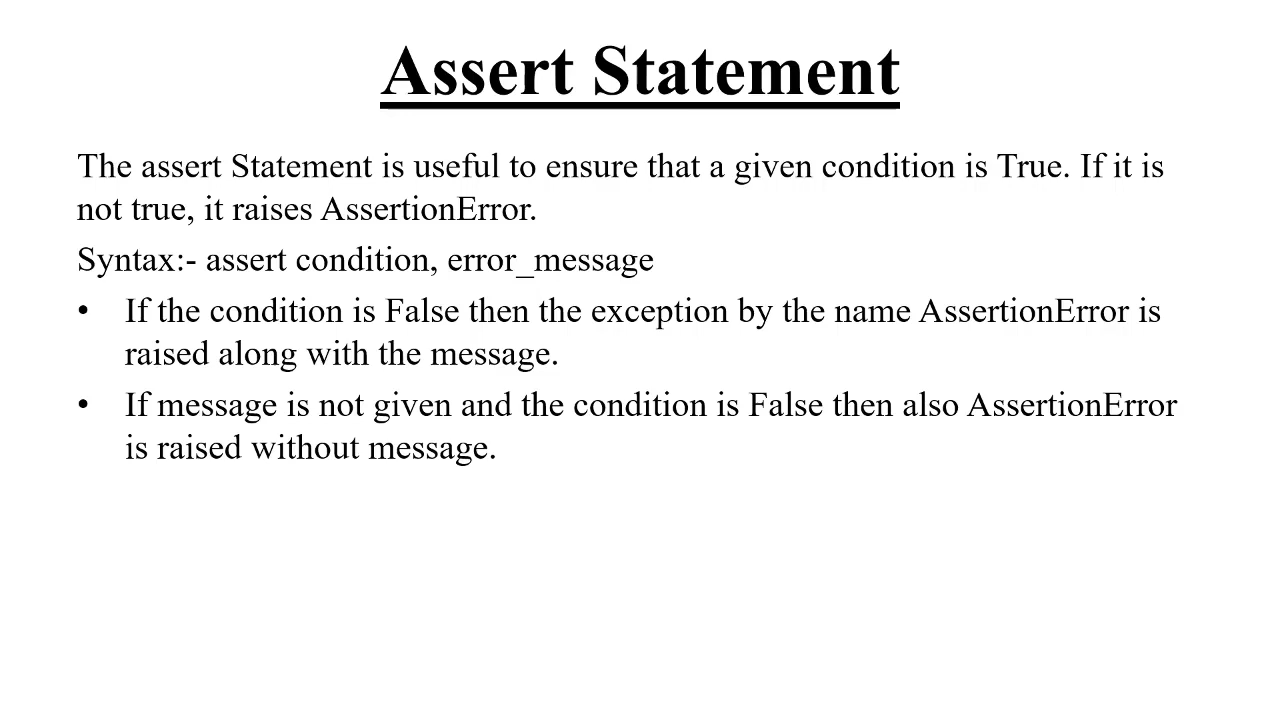 Assert Statement
The assert Statement is useful to ensure that a given condition is True. If it is
not true, it raises AssertionError.
Syntax:- assert condition, error_message
• If the condition is False then the exception by the name AssertionError is
raised along with the message.
• If message is not given and the condition is False then also AssertionError
is raised without message.